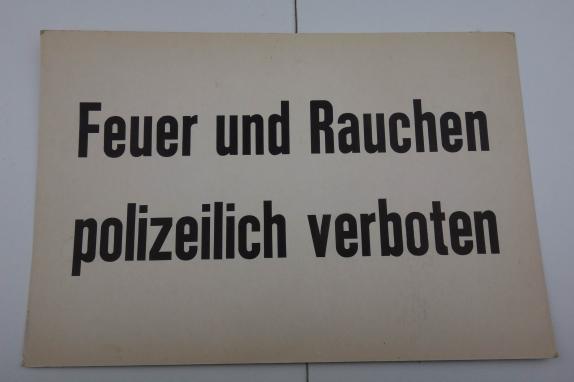 Feuer und Rauchen
polizeilich verboten